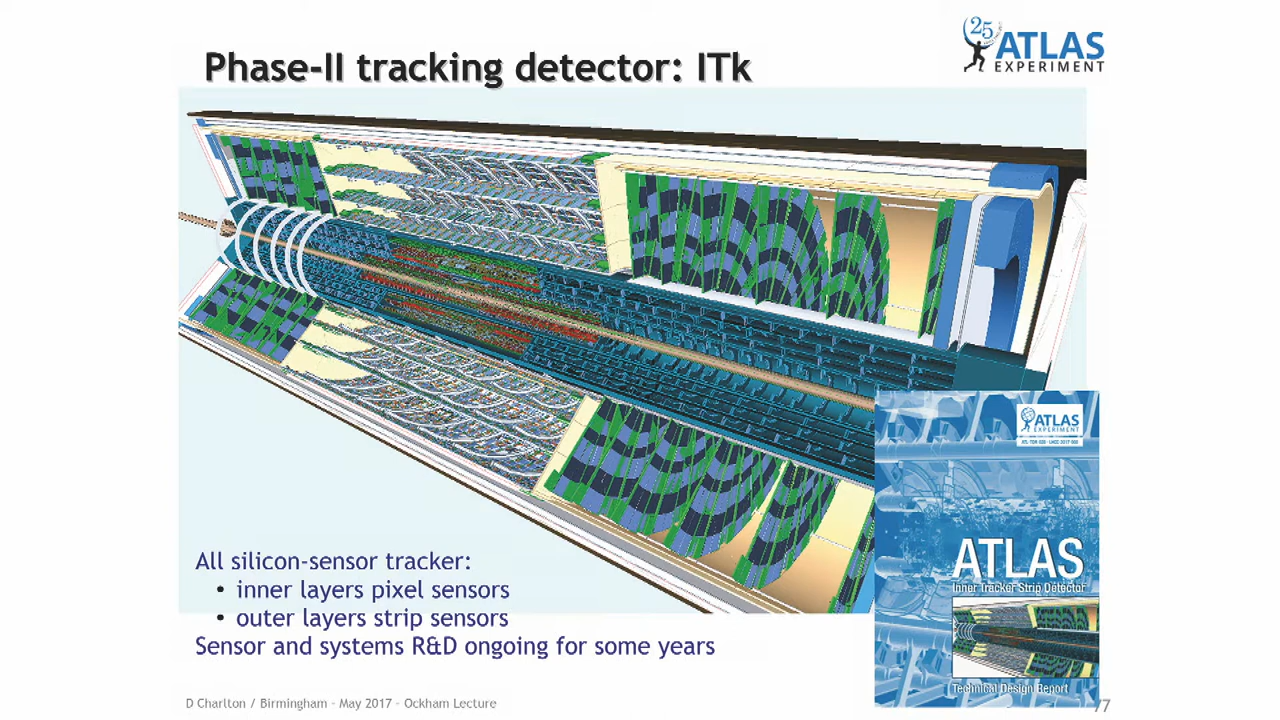 Phase-II tracking detector: ITk
25
ATLAS
EXPERIMENT
All silicon-sensor tracker:
• inner layers pixel sensors
• outer layers strip sensors
Sensor and systems R&D ongoing for some years
ATLAS
EXPERIMENT
ATLAS
Inner Tracker Strip Detector
Technical Design Report
D Charlton / Birmingham - May 2017 - Ockham Lecture